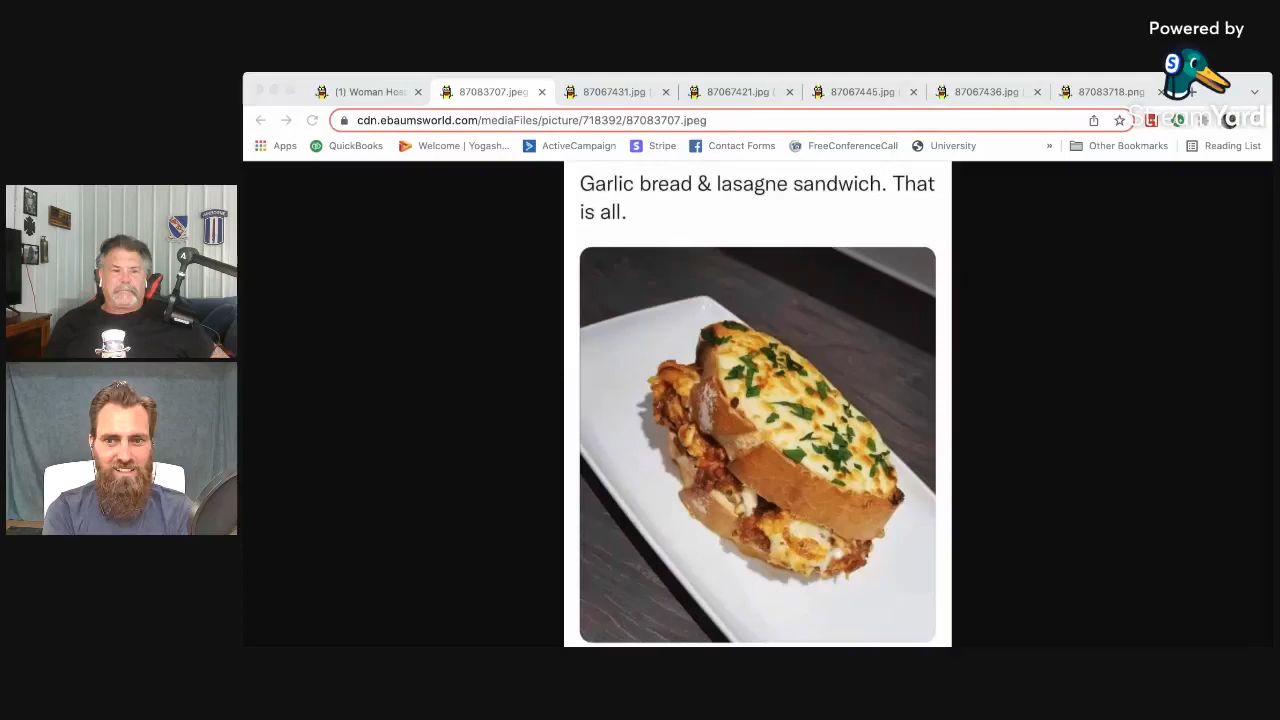 Powered by
StreamYard
(1) Woman Hos
87083707.jpeg
87067431.jpg
87067421.jpg (
87067445.jpg (
87067436.jpg (
87083718.png
cdn.ebaumsworld.com/mediaFiles/picture/718392/87083707.jpeg
Apps
QuickBooks
Welcome | Yogash...
ActiveCampaign
Stripe
Contact Forms
FreeConferenceCall
University
»
Other Bookmarks
Reading List
Garlic bread & lasagne sandwich. That
is all.
AIRBORNE